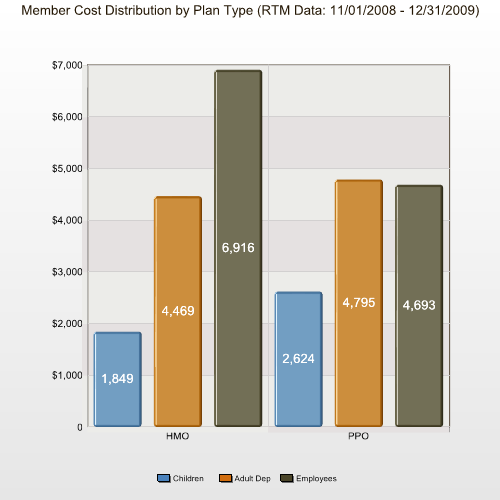 Member Cost Distribution by Plan Type (RTM Data: 11/01/2008 - 12/31/2009)
$7,000
$6,000
$5,000
$4,000
$3,000
$2,000
$1,000
0
1,849
4,469
6,916
2,624
4,795
4,693
HMO
PPO
Children
Adult Dep
Employees